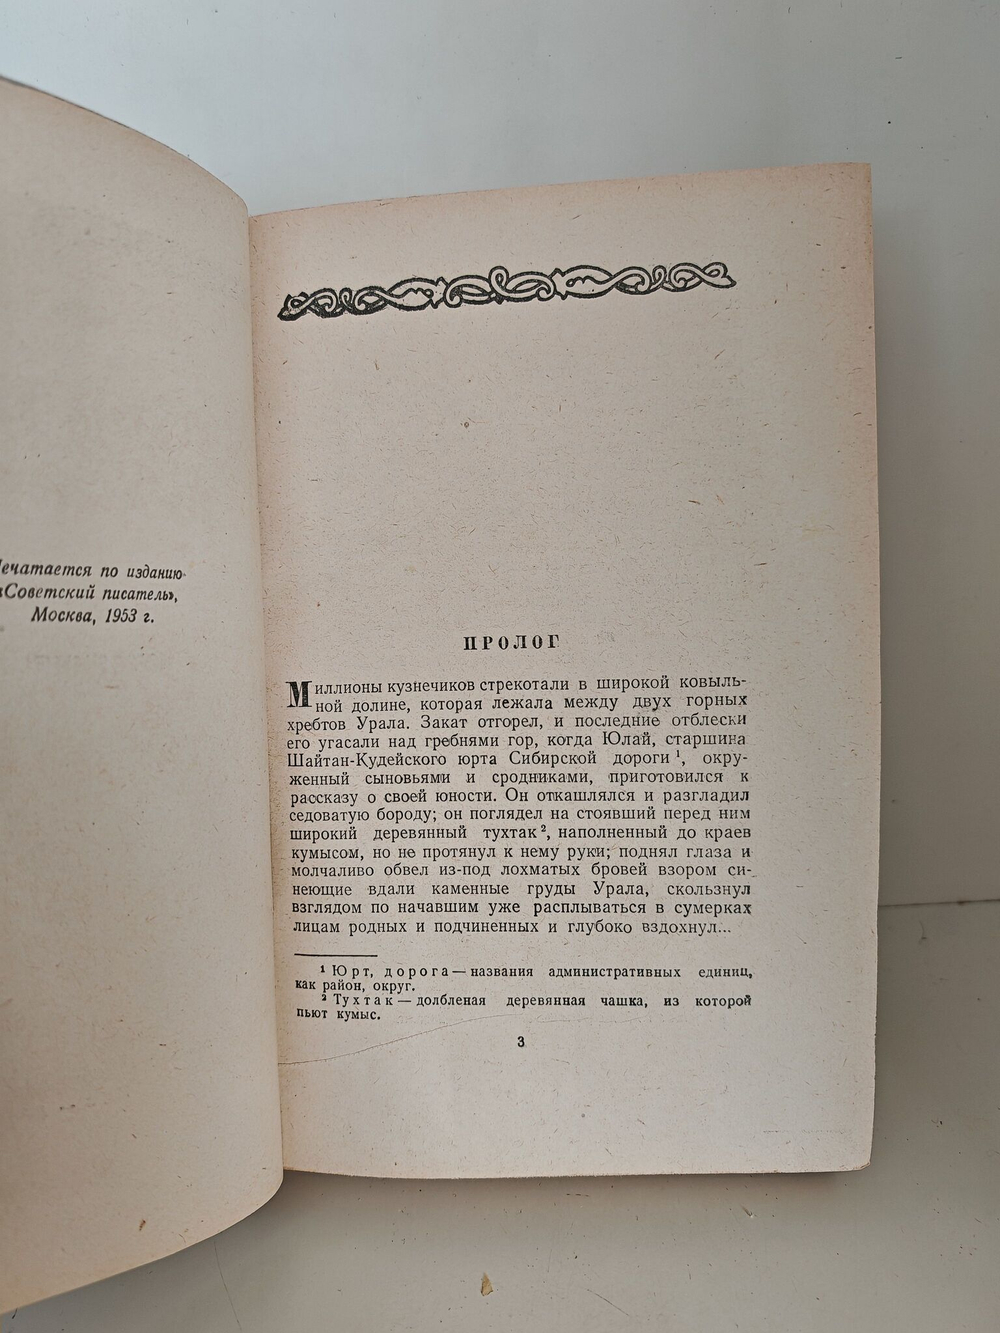 Печатается по изданию
«Советский писатель»,
Москва, 1953 г.
ПРОЛОГ
Миллионы кузнечиков стрекотали в широкой ковыль-
ной долине, которая лежала между двух горных
хребтов Урала. Закат отгорел, и последние отблески
его угасали над гребнями гор, когда Юлай, старшина
Шайтан-Кудейского юрта Сибирской дороги ¹, окру-
женный сыновьями и сродниками, приготовился к
рассказу о своей юности. Он откашлялся и разгладил
седоватую бороду; он поглядел на стоявший перед ним
широкий деревянный тухтак ², наполненный до краев
кумысом, но не протянул к нему руки; поднял глаза и
молчаливо обвел из-под лохматых бровей взором си-
неющие вдали каменные груды Урала, скользнул
взглядом по начавшим уже расплываться в сумерках
лицам родных и подчиненных и глубоко вздохнул...
¹ Юрт, дорога — названия административных единиц,
как район, округ.
² Тухтак — долбленая деревянная чашка, из которой
пьют кумыс.
3